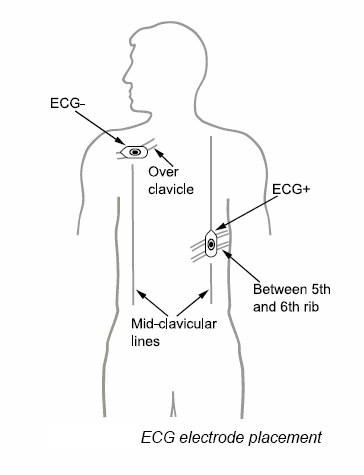 ECG-
Over
clavicle
ECG+
Between 5th
and 6th rib
Mid-clavicular
lines
ECG electrode placement